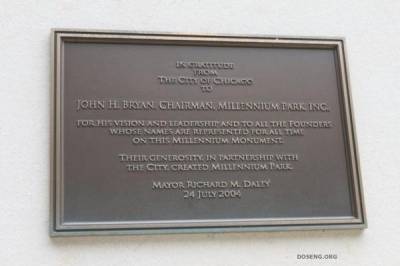 IN GRATITUDE
FROM
THE CITY OF CHICAGO
TO
JOHN H. BRYAN, CHAIRMAN, MILLENNIUM PARK, INC.
FOR HIS VISION AND LEADERSHIP AND TO ALL THE FOUNDERS
WHOSE NAMES ARE REPRESENTED FOR ALL TIME
ON THIS MILLENNIUM MONUMENT.
THEIR GENEROSITY, IN PARTNERSHIP WITH
THE CITY, CREATED MILLENNIUM PARK.
MAYOR RICHARD M. DALEY
24 JULY 2004
DOSENG.ORG